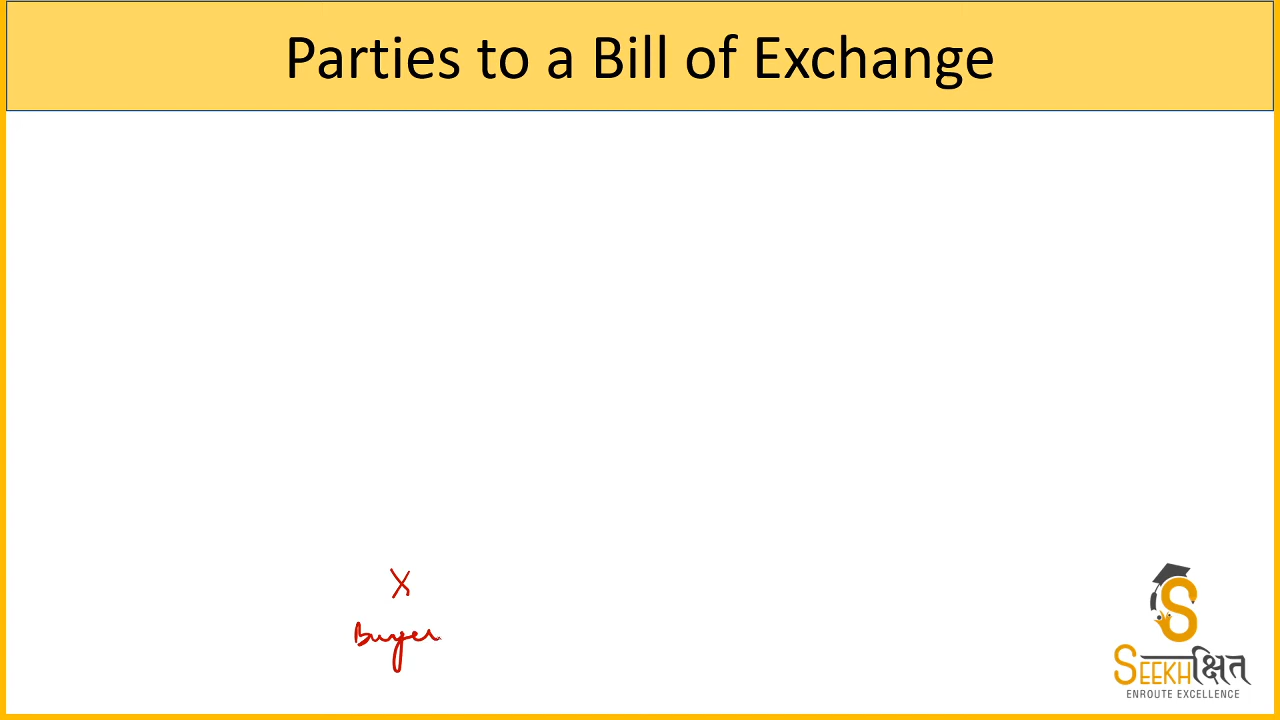 Parties to a Bill of Exchange
X
Buyer
S
SEEKHक्षित
ENROUTE EXCELLENCE